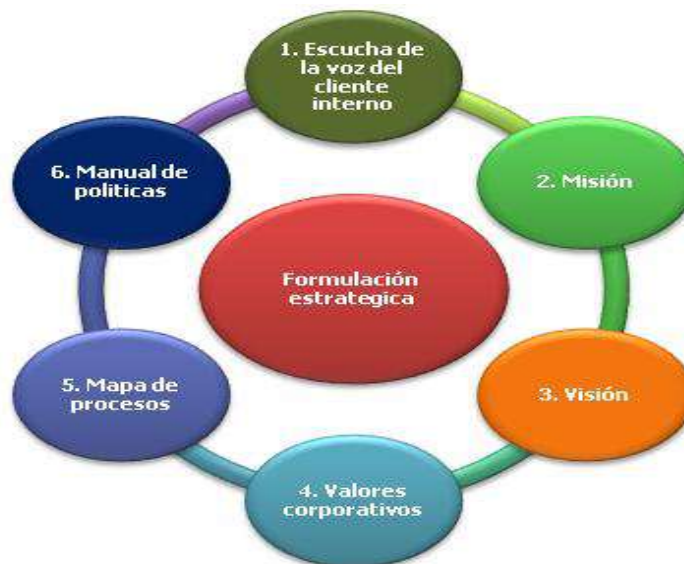 1. Escucha de
la voz del
cliente
interno
2. Misión
3. Visión
4. Valores
corporativos
5. Mapa de
procesos
6. Manual de
politicas
Formulación
estrategica